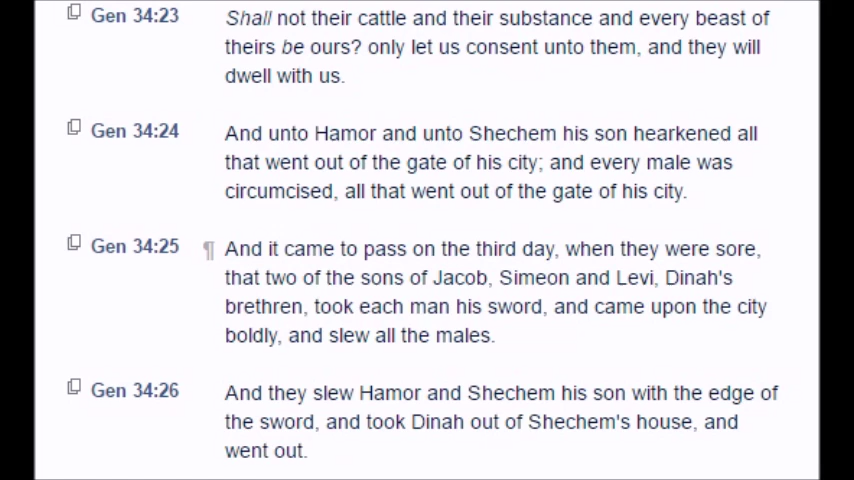 Gen 34:23 Shall not their cattle and their substance and every beast of
theirs be ours? only let us consent unto them, and they will
dwell with us.
Gen 34:24 And unto Hamor and unto Shechem his son hearkened all
that went out of the gate of his city; and every male was
circumcised, all that went out of the gate of his city.
Gen 34:25 ¶ And it came to pass on the third day, when they were sore,
that two of the sons of Jacob, Simeon and Levi, Dinah's
brethren, took each man his sword, and came upon the city
boldly, and slew all the males.
Gen 34:26 And they slew Hamor and Shechem his son with the edge of
the sword, and took Dinah out of Shechem's house, and
went out.